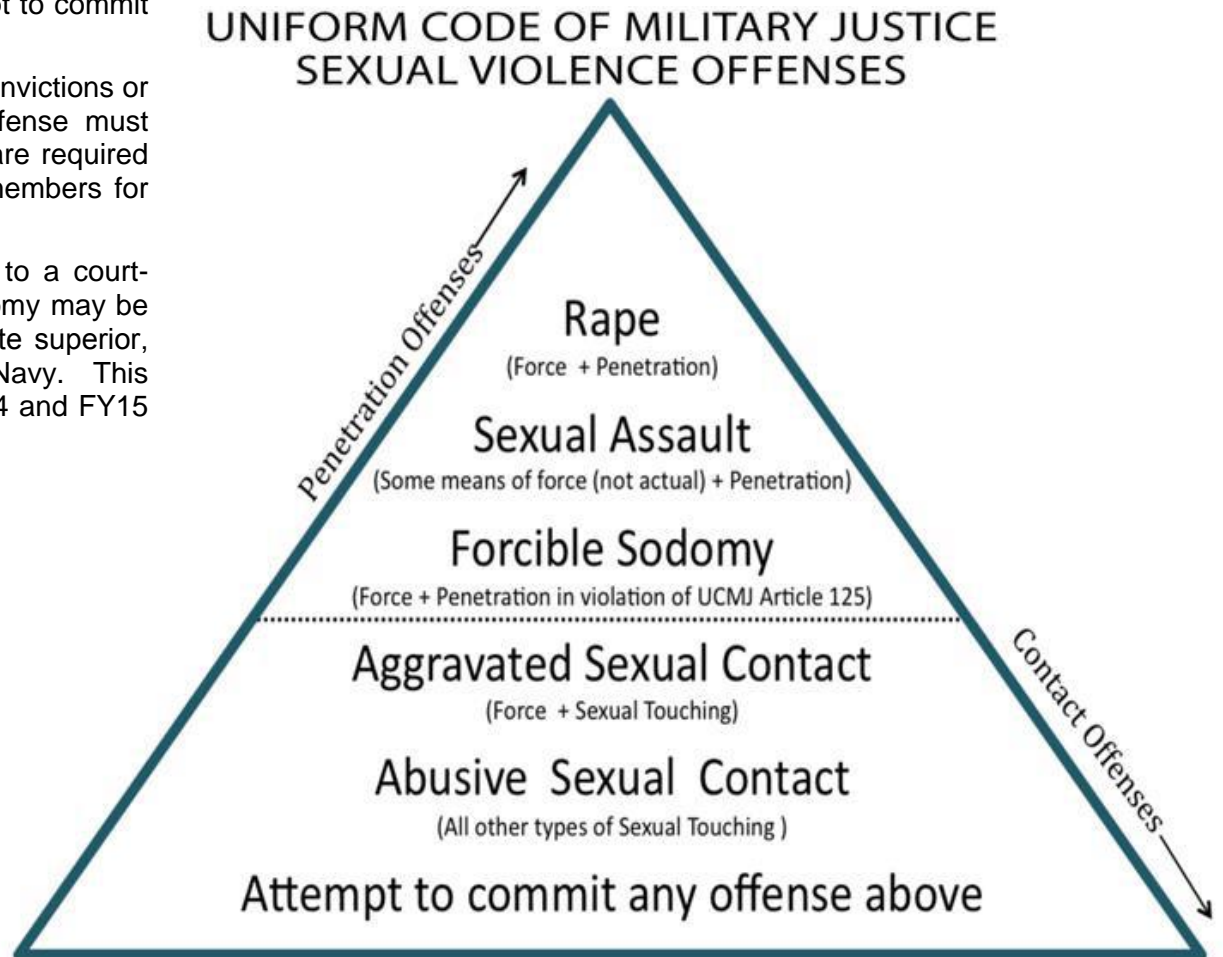 ot to commit
nvictions or
fense must
are required
members for
to a court-
omy may be
te superior,
Navy. This
4 and FY15
UNIFORM CODE OF MILITARY JUSTICE
SEXUAL VIOLENCE OFFENSES
Penetration Offenses
Rape
(Force + Penetration)
Sexual Assault
(Some means of force (not actual) + Penetration)
Forcible Sodomy
(Force + Penetration in violation of UCMJ Article 125)
Aggravated Sexual Contact
(Force + Sexual Touching)
Abusive Sexual Contact
(All other types of Sexual Touching )
Attempt to commit any offense above
Contact Offenses